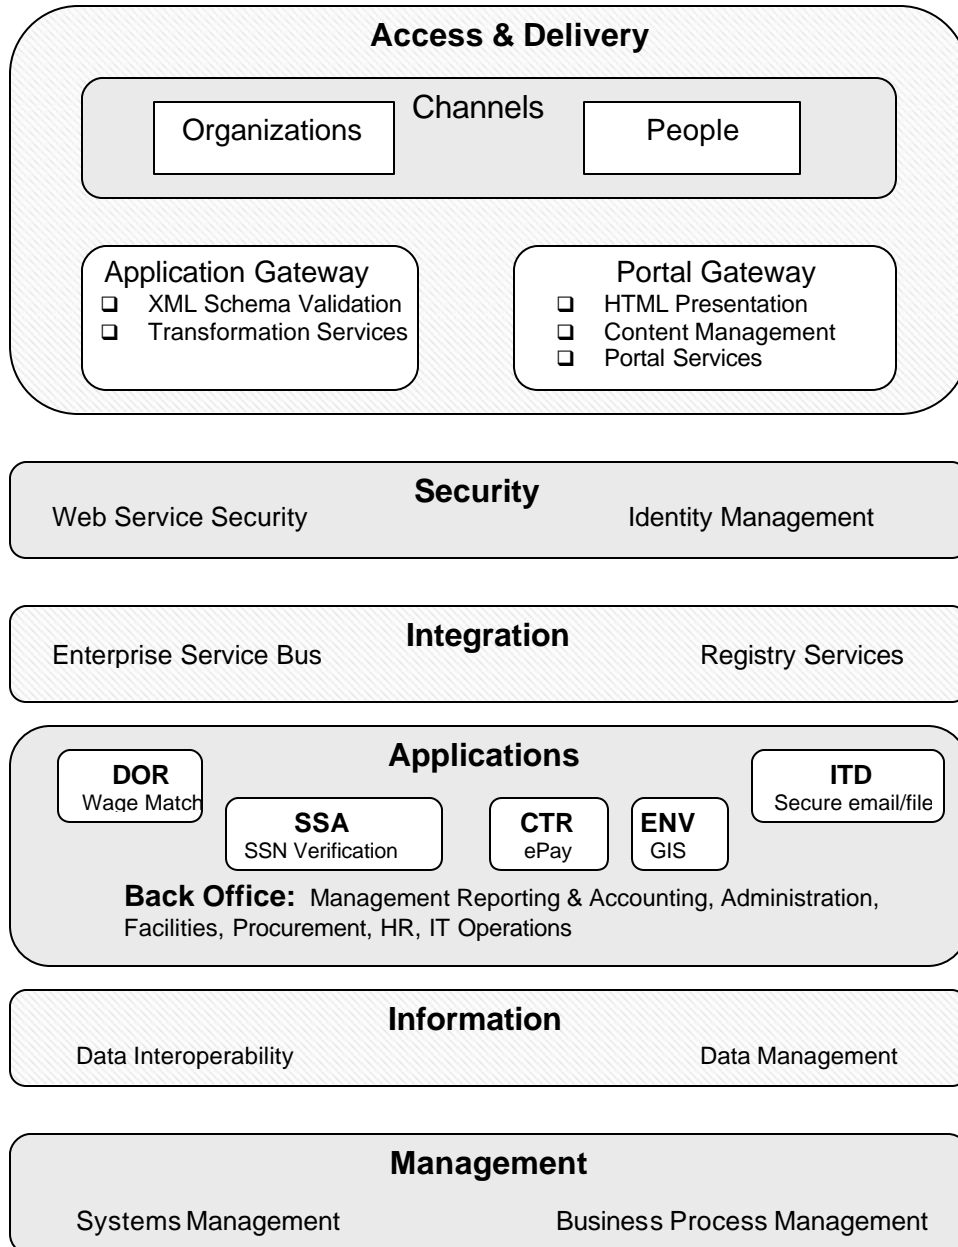 Access & Delivery
Channels
Organizations
People
Application Gateway
❑ XML Schema Validation
❑ Transformation Services
Portal Gateway
❑ HTML Presentation
❑ Content Management
❑ Portal Services
Security
Web Service Security
Identity Management
Integration
Enterprise Service Bus
Registry Services
Applications
DOR
Wage Match
SSA
SSN Verification
CTR
ePay
ENV
GIS
ITD
Secure email/file
Back Office: Management Reporting & Accounting, Administration,
Facilities, Procurement, HR, IT Operations
Information
Data Interoperability
Data Management
Management
Systems Management
Business Process Management